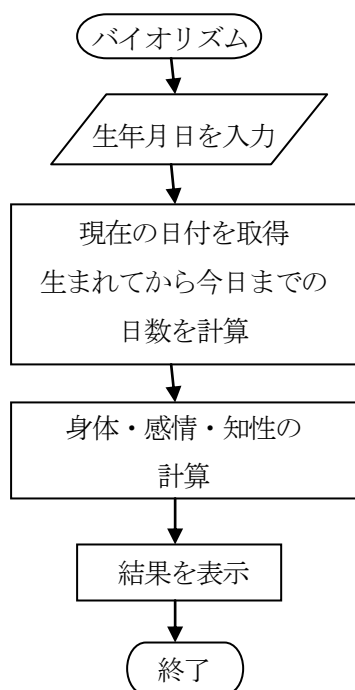 バイオリズム
生年月日を入力
現在の日付を取得
生まれてから今日までの
日数を計算
身体・感情・知性の
計算
結果を表示
終了